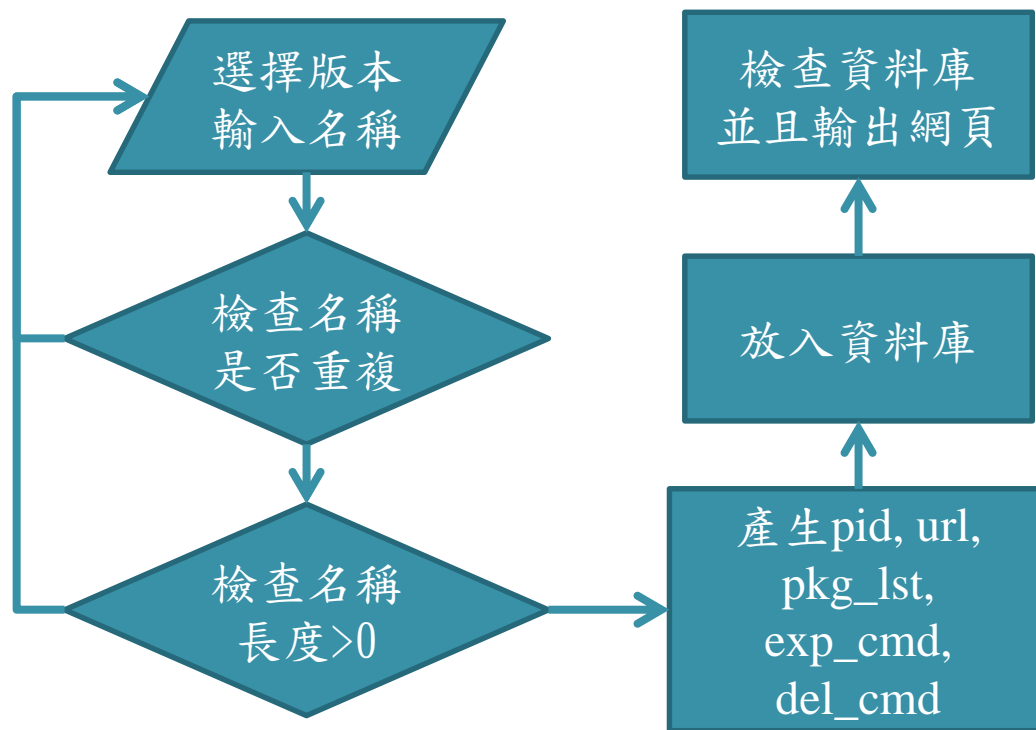 選擇版本
輸入名稱
檢查名稱
是否重複
檢查名稱
長度>0
產生pid, url,
pkg_lst,
exp_cmd,
del_cmd
放入資料庫
檢查資料庫
並且輸出網頁